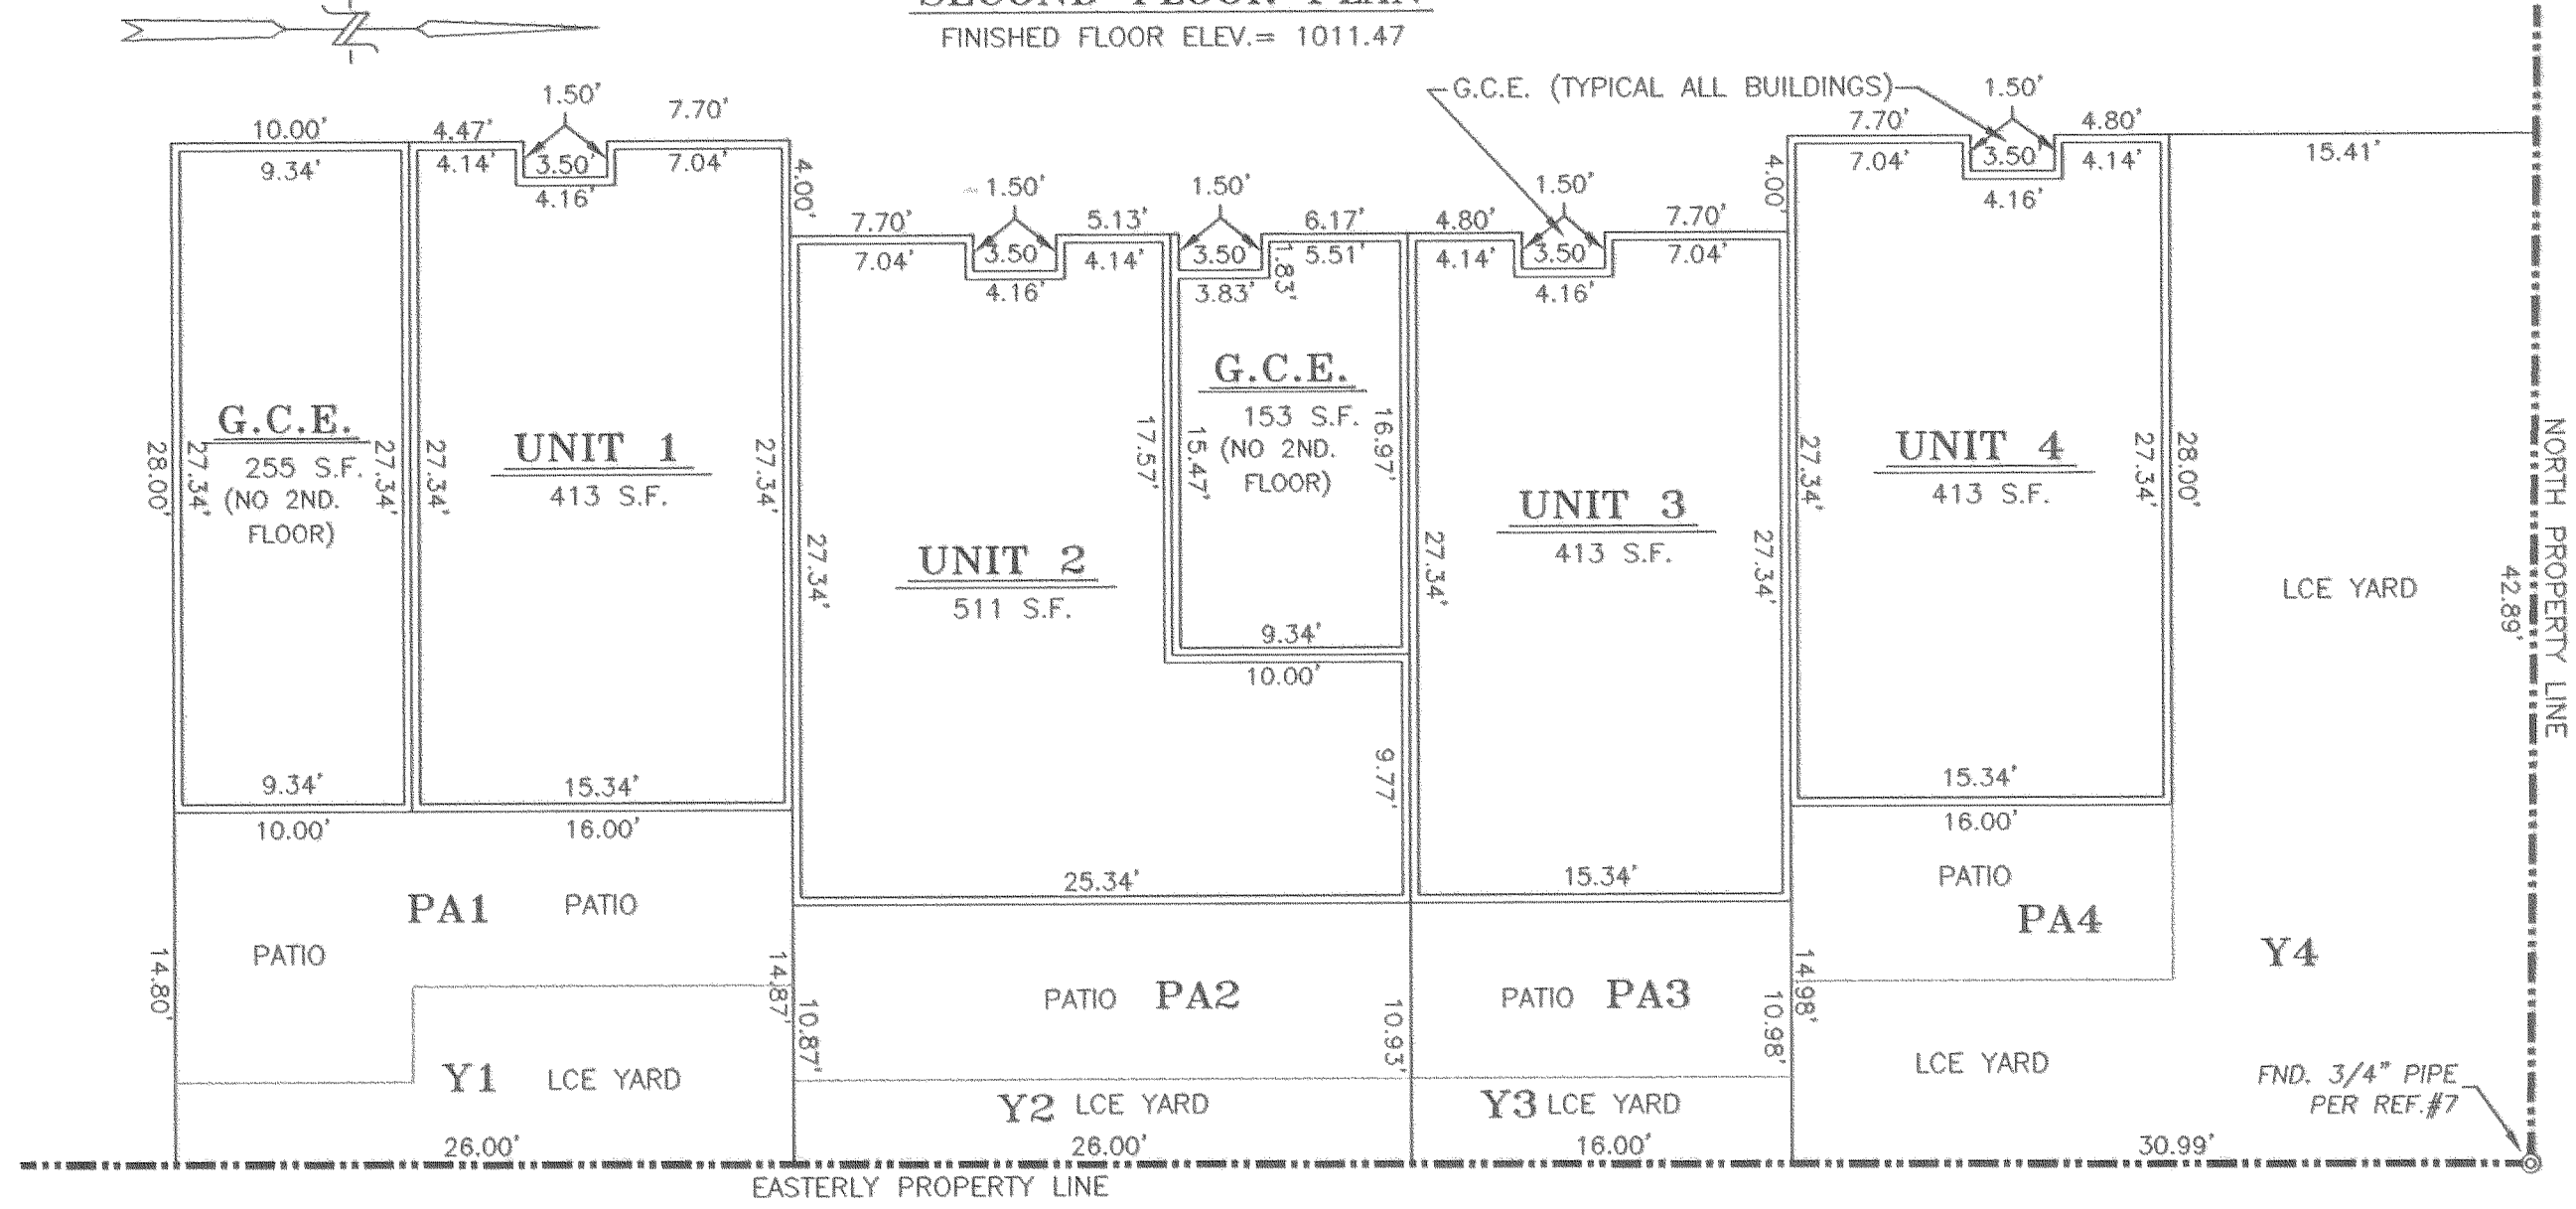 SECOND FLOOR PLAN
FINISHED FLOOR ELEV.= 1011.47
G.C.E. (TYPICAL ALL BUILDINGS)
10.00'
9.34'
4.47'
4.14'
1.50'
3.50'
4.16'
7.70'
7.04'
4.00'
28.00'
27.34'
G.C.E.
255 S.F.
(NO 2ND.
FLOOR)
27.34'
27.34'
UNIT 1
413 S.F.
27.34'
9.34'
10.00'
15.34'
16.00'
7.70'
7.04'
1.50'
3.50'
4.16'
5.13'
4.14'
1.50'
3.50'
3.83'
1.83'
6.17'
5.51'
27.34'
UNIT 2
511 S.F.
17.57'
15.47'
G.C.E.
153 S.F.
(NO 2ND.
FLOOR)
16.97'
9.34'
10.00'
9.77'
25.34'
4.80'
4.14'
1.50'
3.50'
4.16'
7.70'
7.04'
4.00'
27.34'
UNIT 3
413 S.F.
27.34'
15.34'
7.70'
7.04'
1.50'
3.50'
4.16'
4.80'
4.14'
15.41'
27.34'
UNIT 4
413 S.F.
27.34'
28.00'
15.34'
16.00'
LCE YARD
42.89'
NORTH PROPERTY LINE
14.80'
PA1
PATIO
PATIO
14.87'
Y1
LCE YARD
26.00'
10.87'
PATIO
PA2
10.93'
Y2
LCE YARD
26.00'
PATIO
PA3
10.98'
Y3
LCE YARD
16.00'
14.98'
PATIO
PA4
Y4
LCE YARD
30.99'
FND. 3/4" PIPE
PER REF.#7
EASTERLY PROPERTY LINE